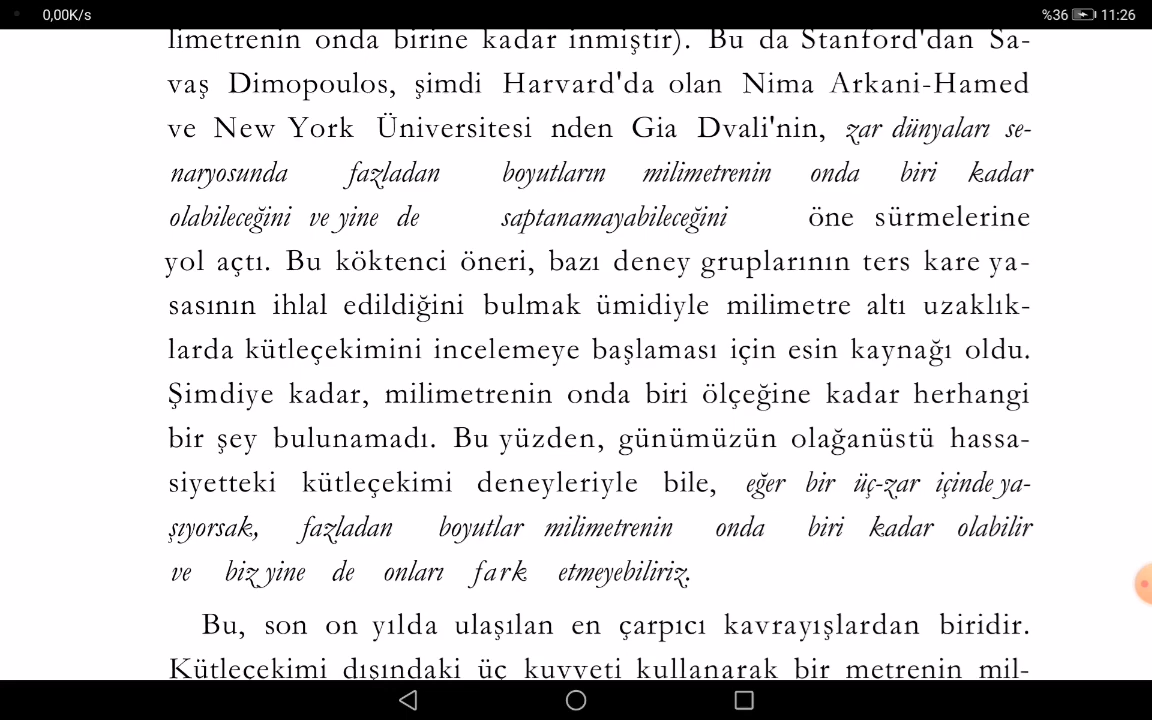 0,00K/s
%36 11:26
limetrenin onda birine kadar inmiştir). Bu da Stanford'dan Sa-
vaş Dimopoulos, şimdi Harvard'da olan Nima Arkani-Hamed
ve New York Üniversitesi nden Gia Dvali'nin, zar dünyaları se-
naryosunda fazladan boyutların milimetrenin onda biri kadar
olabileceğini ve yine de saptanamayabileceğini öne sürmelerine
yol açtı. Bu köktenci öneri, bazı deney gruplarının ters kare ya-
sasının ihlal edildiğini bulmak ümidiyle milimetre altı uzaklık-
larda kütleçekimini incelemeye başlaması için esin kaynağı oldu.
Şimdiye kadar, milimetrenin onda biri ölçeğine kadar herhangi
bir şey bulunamadı. Bu yüzden, günümüzün olağanüstü hassa-
siyetteki kütleçekimi deneyleriyle bile, eğer bir üç-zar içinde ya-
şıyorsak, fazladan boyutlar milimetrenin onda biri kadar olabilir
ve biz yine de onları fark etmeyebiliriz.
Bu, son on yılda ulaşılan en çarpıcı kavrayışlardan biridir.
Kütleçekimi dışındaki üç kuvveti kullanarak bir metrenin mil-